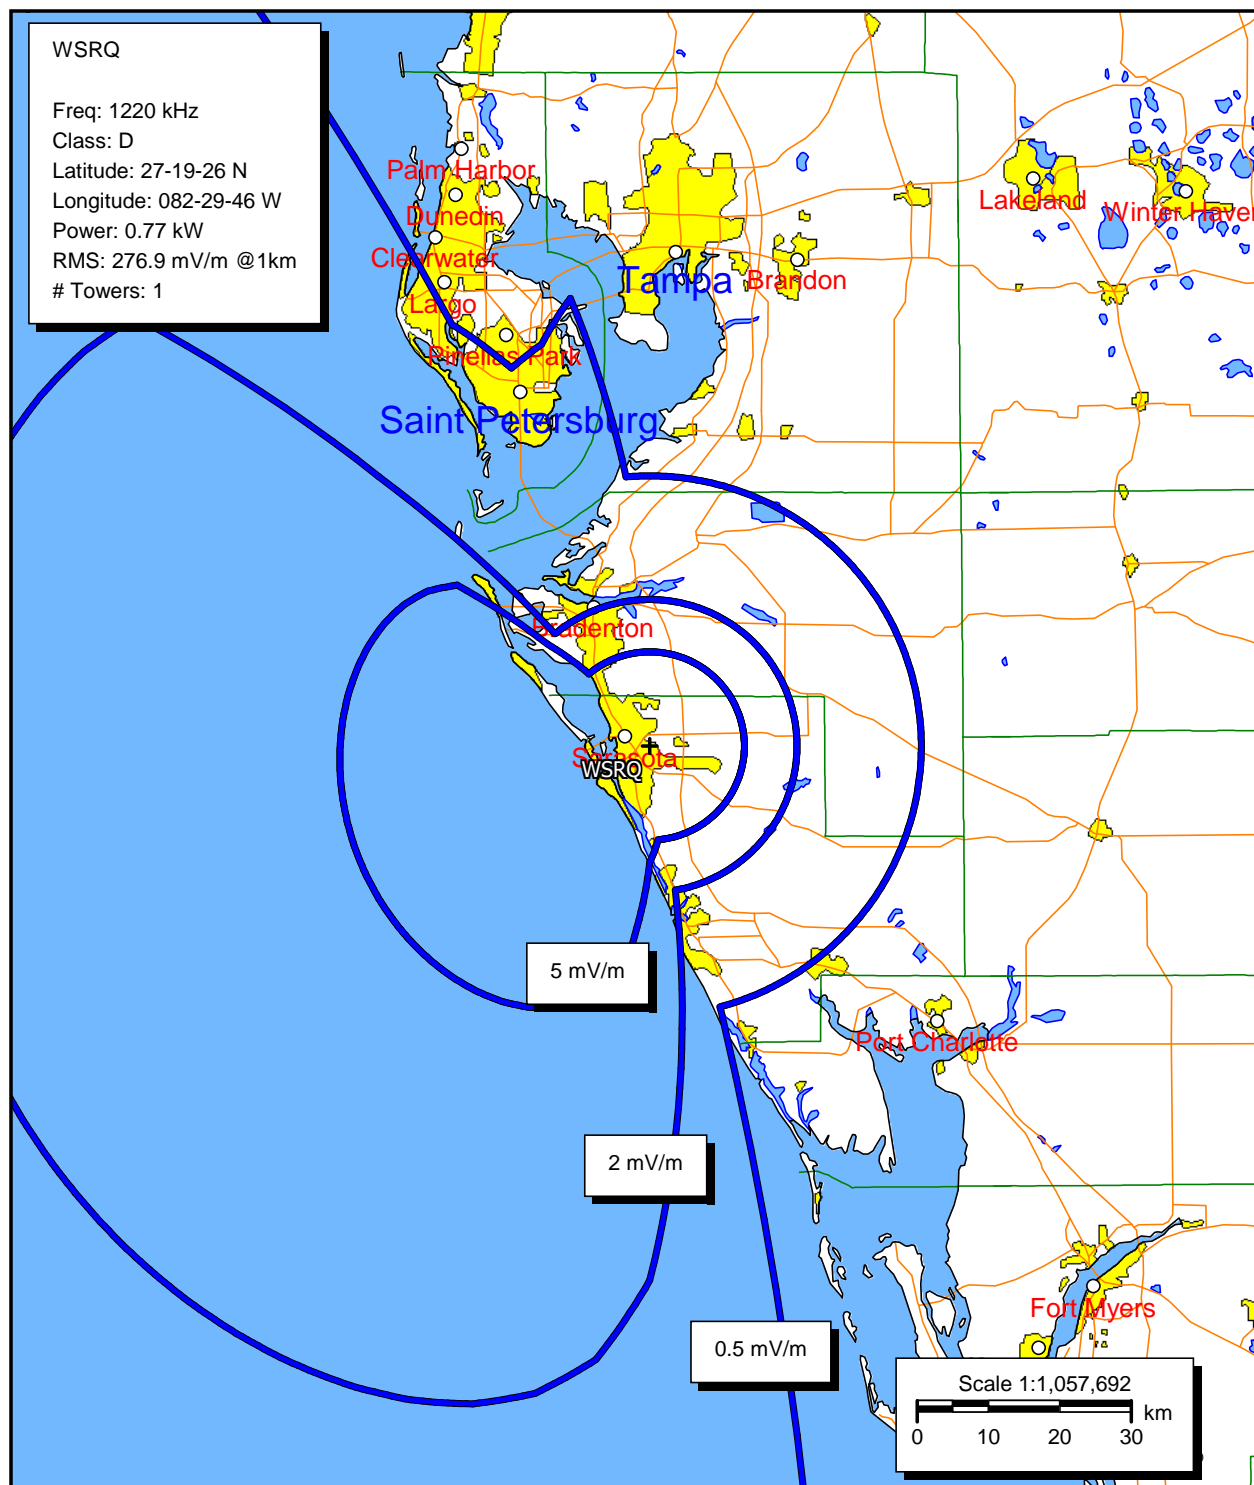 WSRQ
Freq: 1220 kHz
Class: D
Latitude: 27-19-26 N
Longitude: 082-29-46 W
Power: 0.77 kW
RMS: 276.9 mV/m @1km
# Towers: 1
Palm Harbor
Dunedin
Clearwater
Largo
Pinellas Park
Saint Petersburg
Tampa
Brandon
Lakeland
Winter Haven
Bradenton
Sarasota
WSRQ
5 mV/m
Port Charlotte
2 mV/m
Fort Myers
0.5 mV/m
Scale 1:1,057,692
km
0 10 20 30